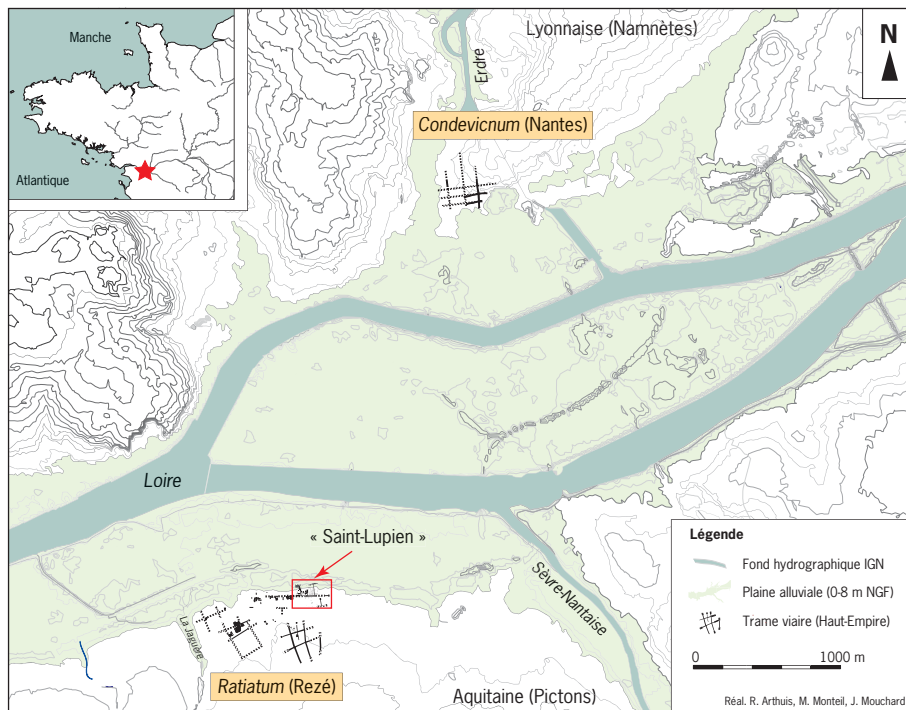 Manche
Atlantique
Lyonnaise (Namnètes)
N
Erdre
Condevicnum (Nantes)
Loire
« Saint-Lupien »
Sèvre-Nantaise
La Jaguère
Ratiatum (Rezé)
Aquitaine (Pictons)
Légende
Fond hydrographique IGN
Plaine alluviale (0-8 m NGF)
Trame viaire (Haut-Empire)
0 1000 m
Réal. R. Arthuis, M. Monteil, J. Mouchard